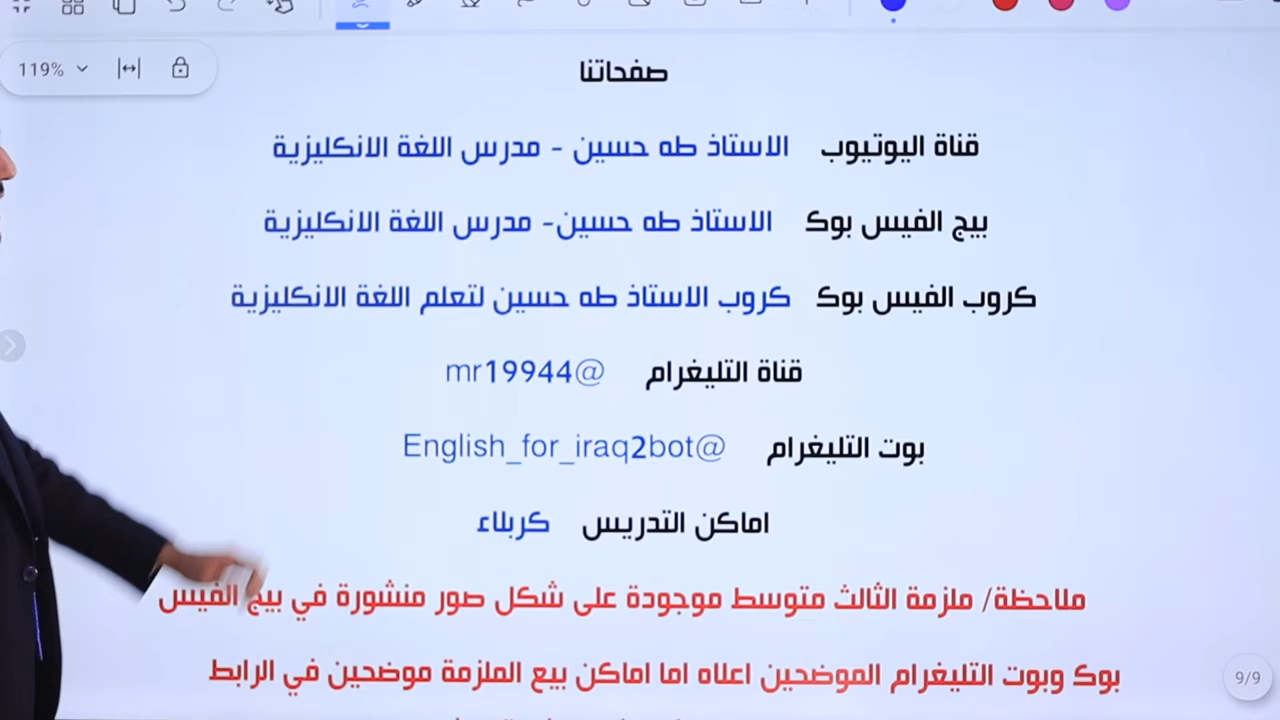 119%
صفحاتنا
قناة اليوتيوب الاستاذ طه حسين - مدرس اللغة الانكليزية
بيج الفيس بوك الاستاذ طه حسين- مدرس اللغة الانكليزية
كروب الفيس بوك كروب الاستاذ طه حسين لتعلم اللغة الانكليزية
قناة التليغرام @mr19944
بوت التليغرام @English_for_iraq2bot
اماكن التدريس كربلاء
ملاحظة/ ملزمة الثالث متوسط موجودة على شكل صور منشورة في بيج الفيس
بوك وبوت التليغرام الموضحين اعلاه اما اماكن بيع الملزمة موضحين في الرابط
9/9